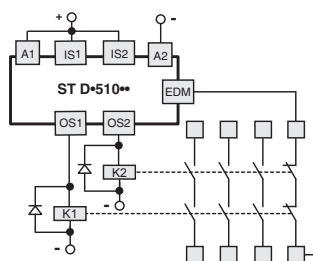 + -
A1 IS1 IS2 A2
ST D•510••
EDM
OS1 OS2
K2
-
K1
-